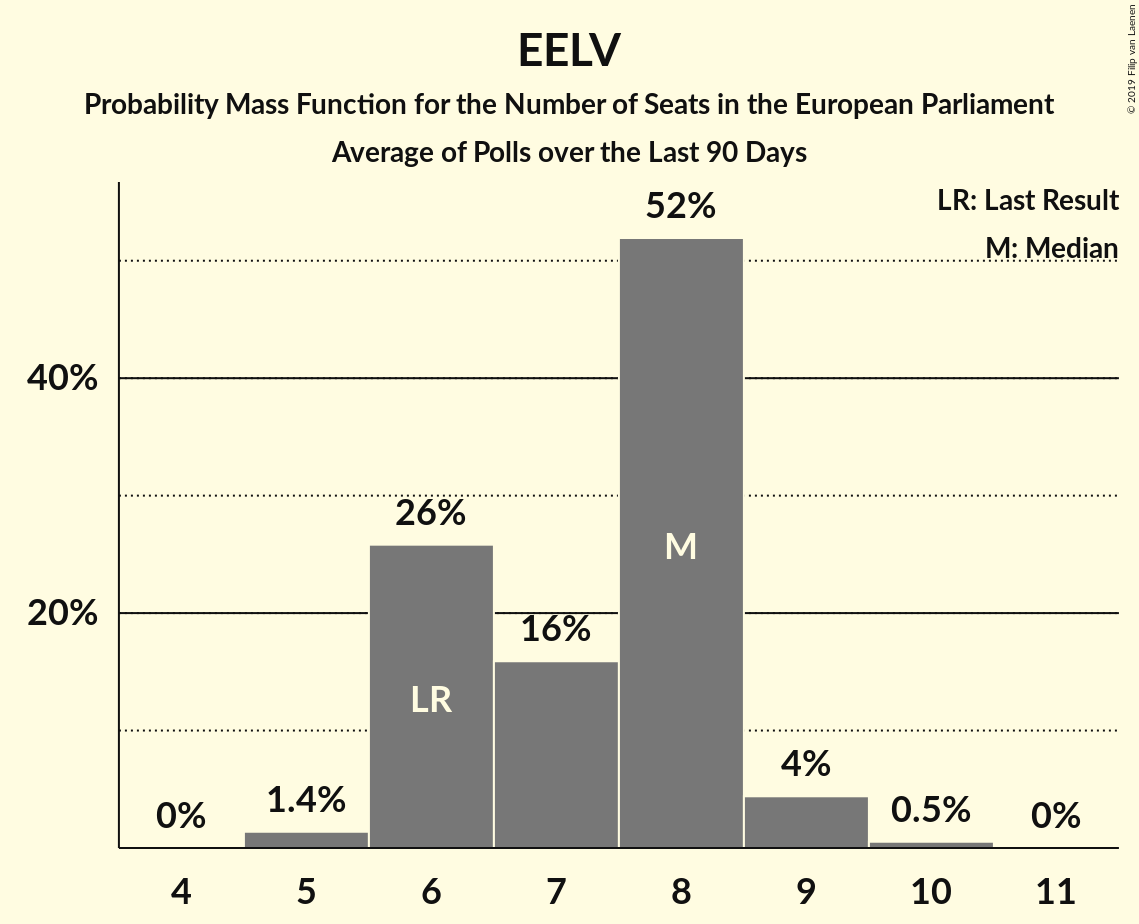 EELV
Probability Mass Function for the Number of Seats in the European Parliament
Average of Polls over the Last 90 Days
© 2019 Filip van Laenen
LR: Last Result
M: Median
52%
40%
26%
M
20%
16%
LR
4%
1.4%
0.5%
0%
0%
4 5 6 7 8 9 10 11